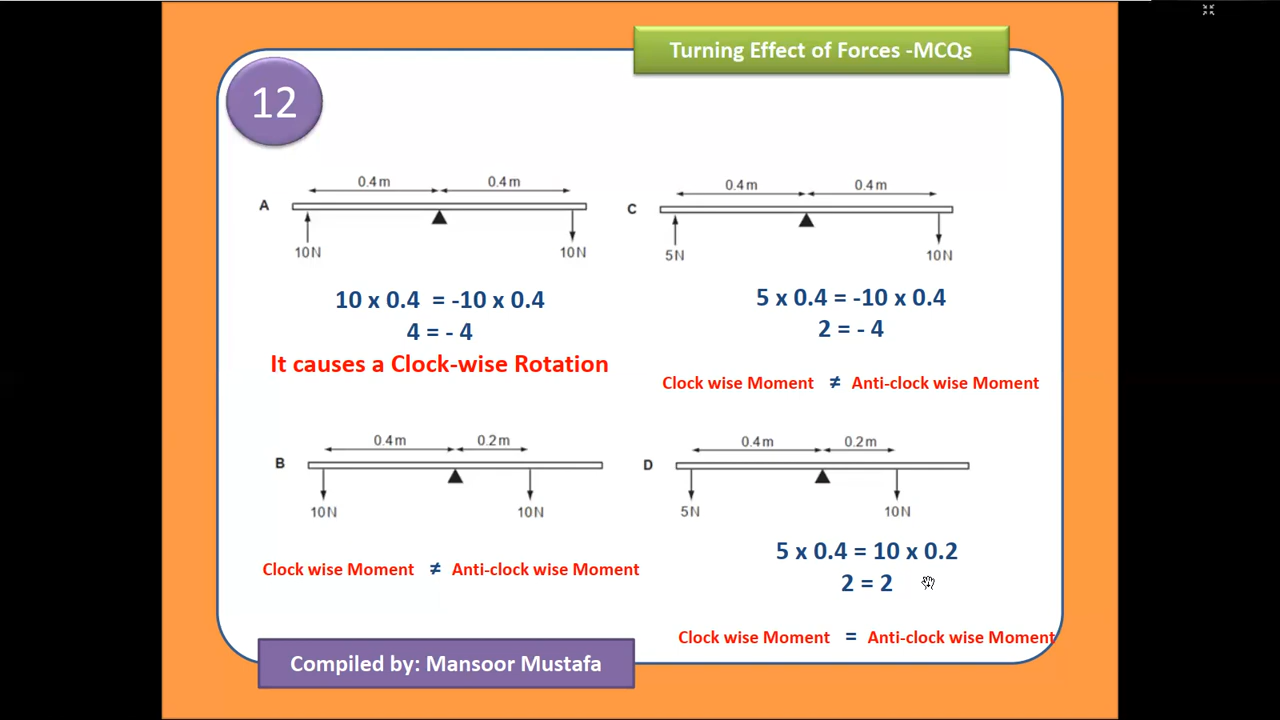 Turning Effect of Forces -MCQs
12
0.4m 0.4m
A
10N 10N
10 x 0.4 = -10 x 0.4
4 = - 4
It causes a Clock-wise Rotation
0.4m 0.4m
C
5N 10N
5 x 0.4 = -10 x 0.4
2 = - 4
Clock wise Moment ≠ Anti-clock wise Moment
0.4m 0.2m
B
10N 10N
Clock wise Moment ≠ Anti-clock wise Moment
0.4m 0.2m
D
5N 10N
5 x 0.4 = 10 x 0.2
2 = 2
Clock wise Moment = Anti-clock wise Moment
Compiled by: Mansoor Mustafa